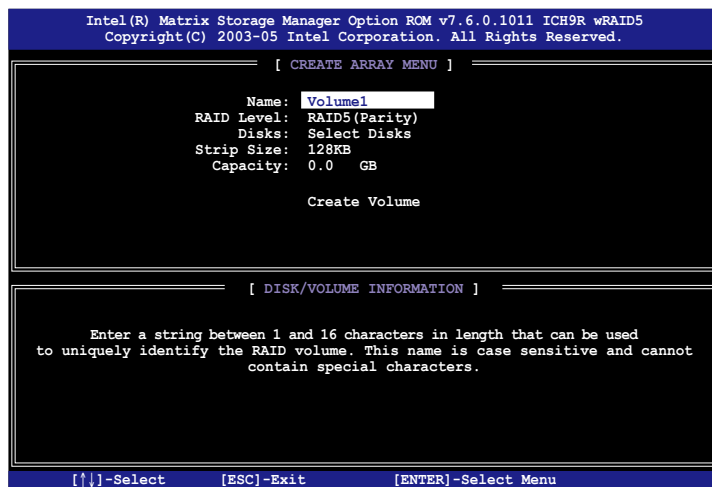 Intel(R) Matrix Storage Manager Option ROM v7.6.0.1011 ICH9R wRAID5
Copyright(C) 2003-05 Intel Corporation. All Rights Reserved.
[ CREATE ARRAY MENU ]
Name: Volume1
RAID Level: RAID5(Parity)
Disks: Select Disks
Strip Size: 128KB
Capacity: 0.0 GB
Create Volume
[ DISK/VOLUME INFORMATION ]
Enter a string between 1 and 16 characters in length that can be used
to uniquely identify the RAID volume. This name is case sensitive and cannot
contain special characters.
[↑↓]-Select [ESC]-Exit [ENTER]-Select Menu